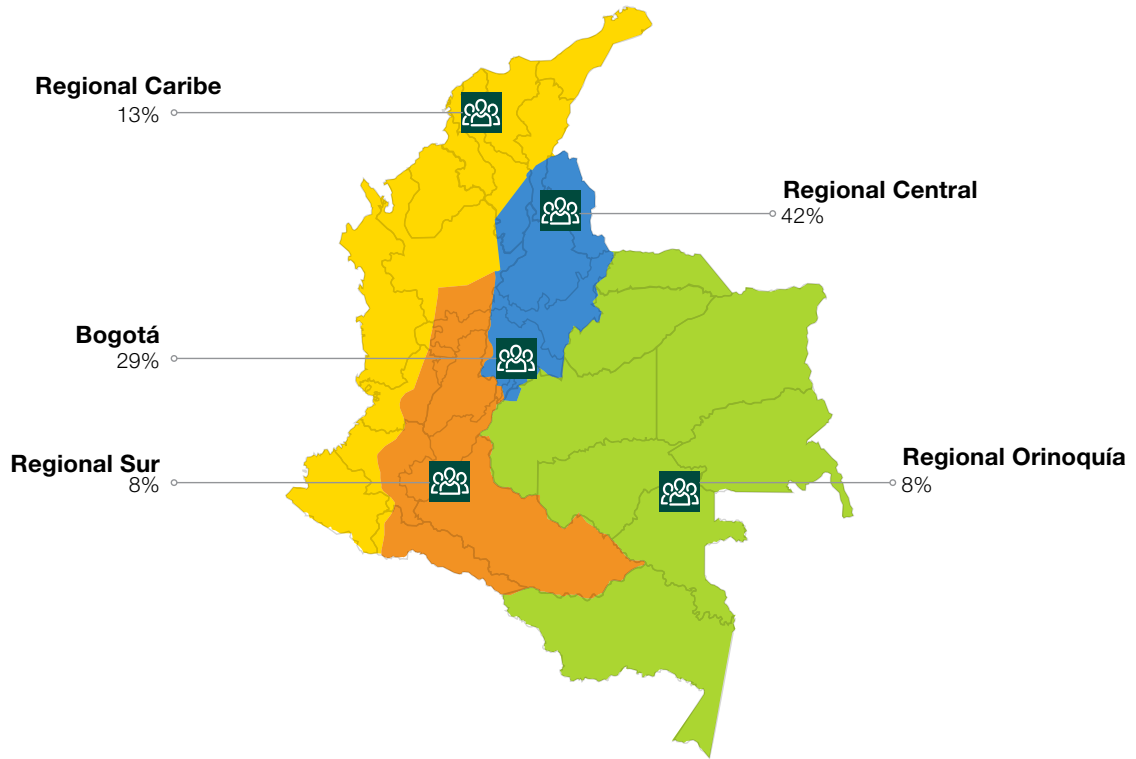 Regional Caribe
13%
Regional Central
42%
Bogotá
29%
Regional Sur
8%
Regional Orinoquía
8%